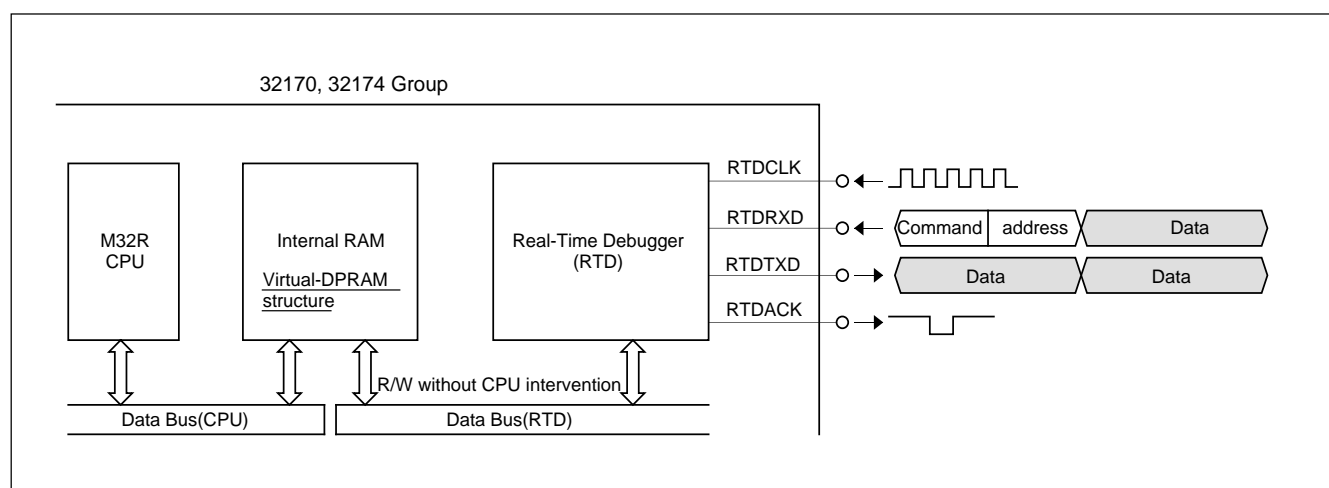 32170, 32174 Group
M32R
CPU
Internal RAM
Virtual-DPRAM
structure
Real-Time Debugger
(RTD)
RTDCLK
RTDRXD
Command address Data
RTDTXD
Data Data
RTDACK
R/W without CPU intervention
Data Bus(CPU)
Data Bus(RTD)